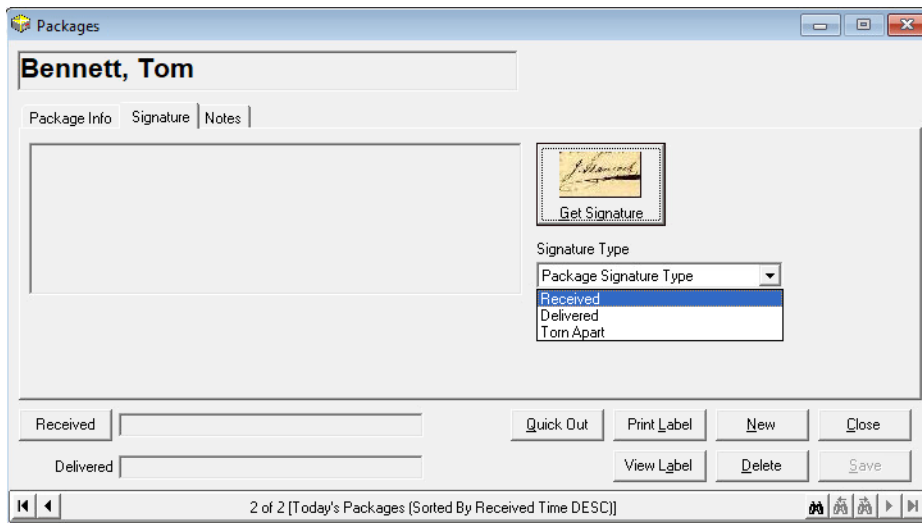 Packages
Bennett, Tom
Package Info Signature Notes
J. Hancock
Get Signature
Signature Type
Package Signature Type
Received
Delivered
Torn Apart
Received Quick Out Print Label New Close
Delivered View Label Delete Save
2 of 2 [Today's Packages (Sorted By Received Time DESC)]